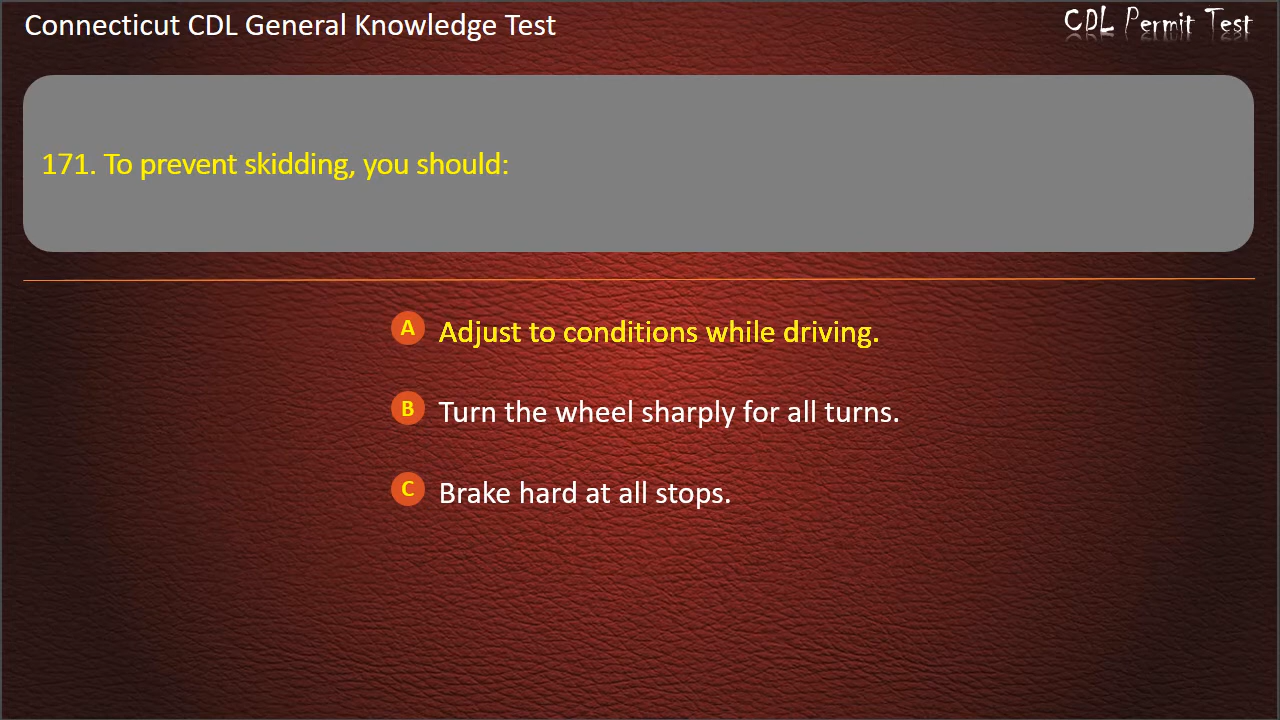 Connecticut CDL General Knowledge Test
CDL Permit Test
171. To prevent skidding, you should:
A Adjust to conditions while driving.
B Turn the wheel sharply for all turns.
C Brake hard at all stops.